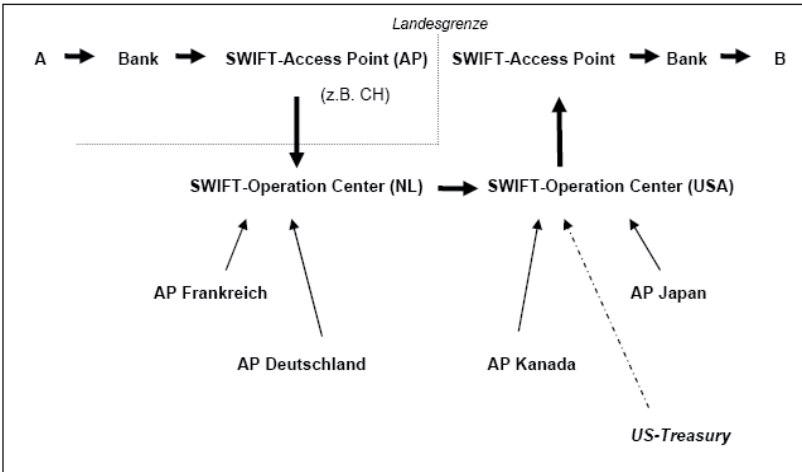 Landesgrenze
A Bank SWIFT-Access Point (AP) SWIFT-Access Point Bank B
(z.B. CH)
SWIFT-Operation Center (NL) SWIFT-Operation Center (USA)
AP Frankreich AP Japan
AP Deutschland AP Kanada
US-Treasury